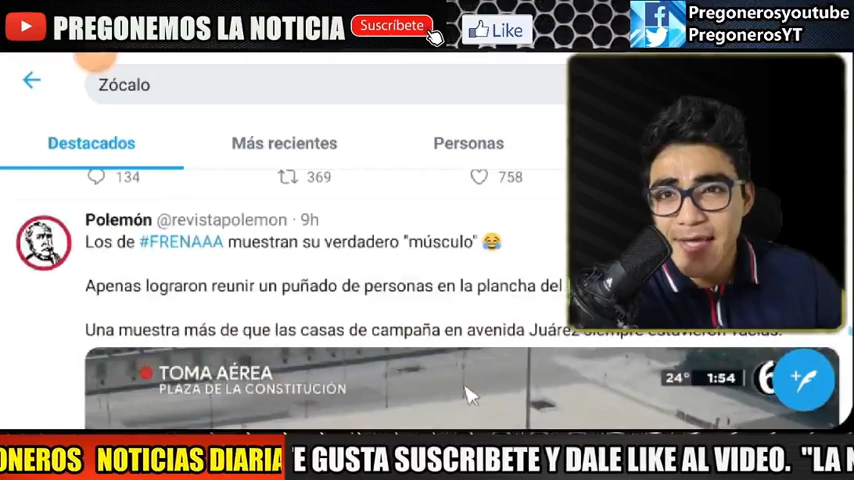 PREGONEMOS LA NOTICIA
Suscríbete
Like
Pregonerosyoutube
PregonerosYT
Zócalo
Destacados
Más recientes
Personas
134
369
758
Polemón @revistapolemon · 9h
Los de #FRENAAA muestran su verdadero "músculo" 😂
Apenas lograron reunir un puñado de personas en la plancha del
Una muestra más de que las casas de campaña en avenida Juárez siempre estuvieron vacías.
TOMA AÉREA
PLAZA DE LA CONSTITUCIÓN
24° 1:54 6
ONEROS NOTICIAS DIARIA
E GUSTA SUSCRIBETE Y DALE LIKE AL VIDEO. "LA N